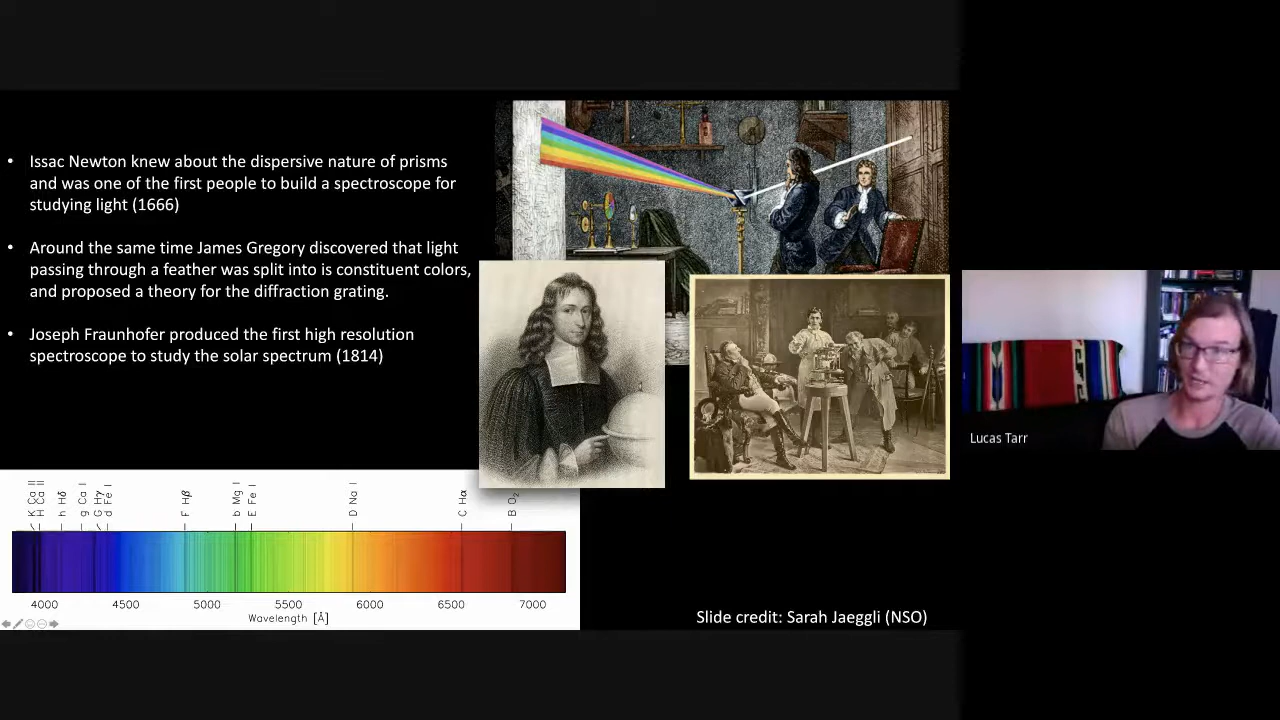 • Issac Newton knew about the dispersive nature of prisms
and was one of the first people to build a spectroscope for
studying light (1666)
• Around the same time James Gregory discovered that light
passing through a feather was split into is constituent colors,
and proposed a theory for the diffraction grating.
• Joseph Fraunhofer produced the first high resolution
spectroscope to study the solar spectrum (1814)
Lucas Tarr
K Ca II
H Ca II
h Hδ
g Ca I
G Hγ
d Fe I
F Hβ
b Mg I
E Fe I
D Na I
C Hα
B O₂
4000 4500 5000 5500 6000 6500 7000
Wavelength [Å]
Slide credit: Sarah Jaeggli (NSO)